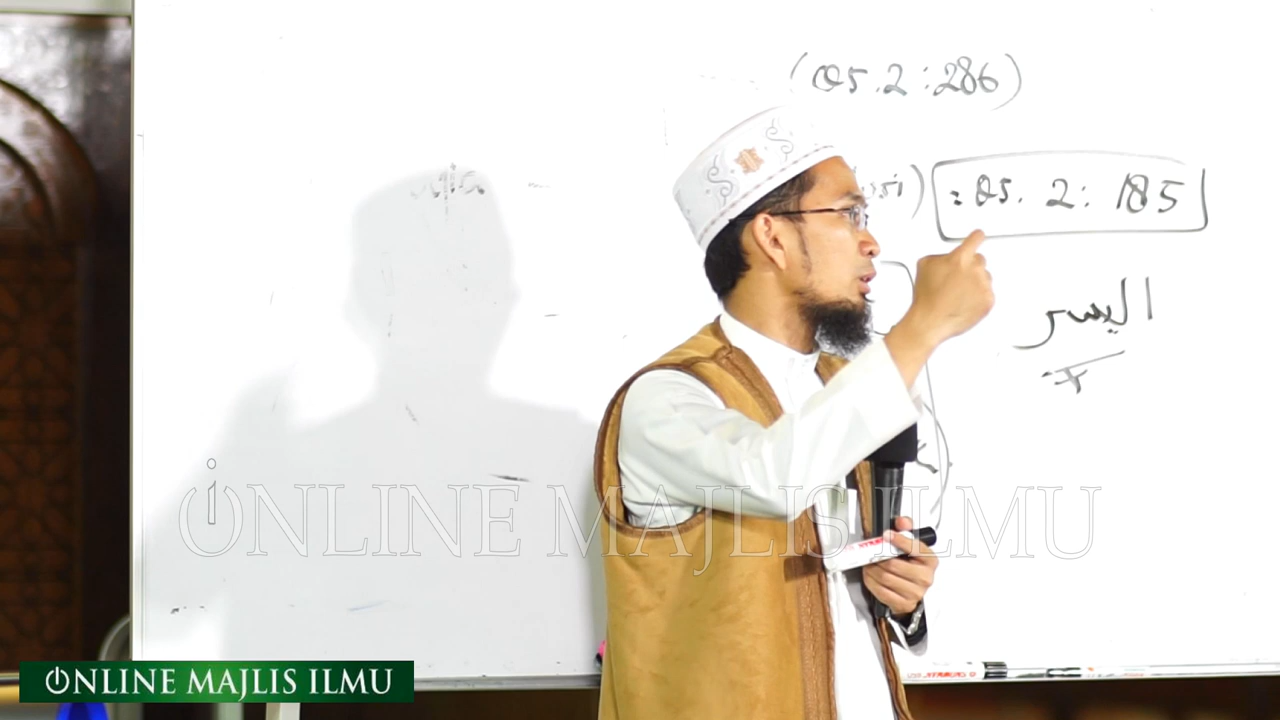 (QS. 2 : 286)
= QS. 2 : 185
اليسر
ONLINE MAJLIS ILMU
ONLINE MAJLIS ILMU